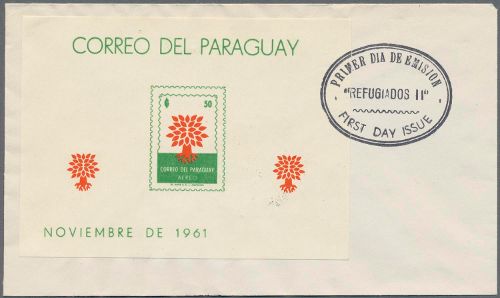 CORREO DEL PARAGUAY
50
CORREO DEL PARAGUAY
AEREO
NOVIEMBRE DE 1961
PRIMER DIA DE EMISION
"REFUGIADOS II"
FIRST DAY ISSUE